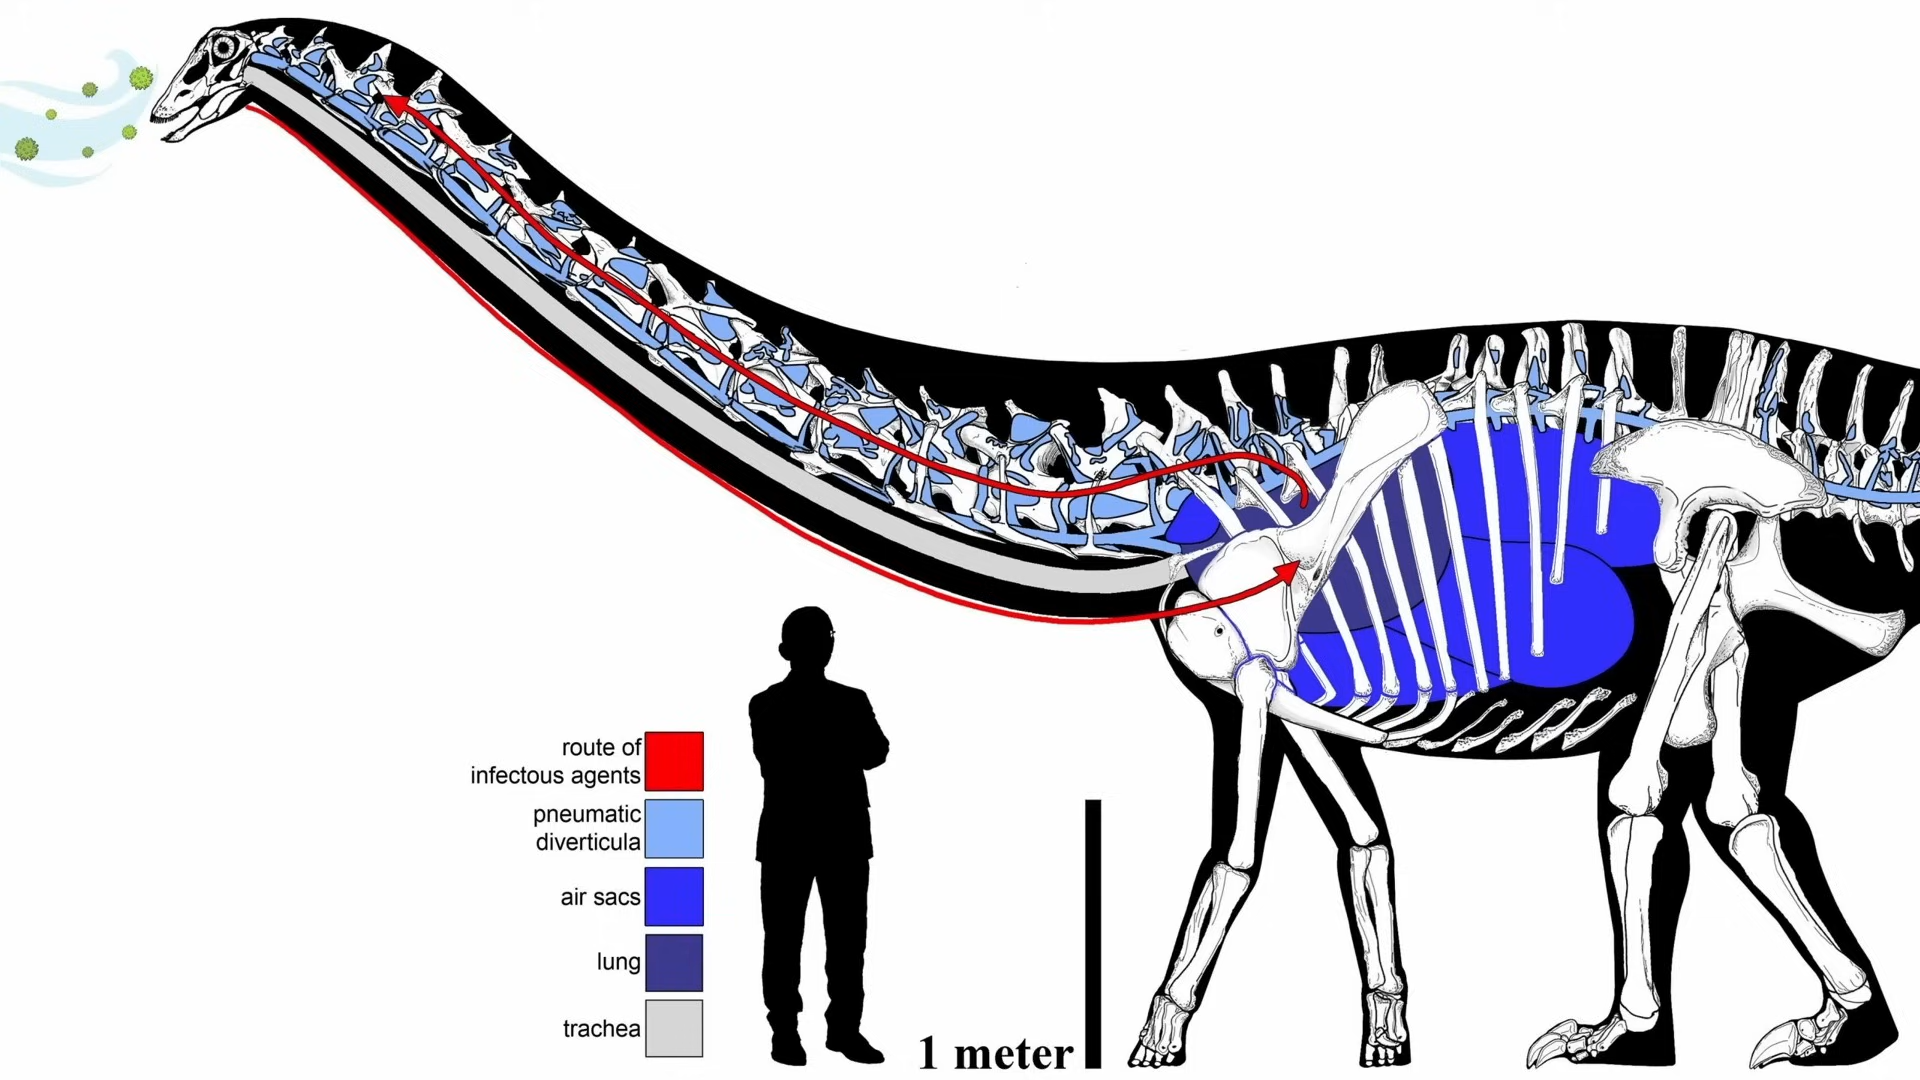 route of
infectous agents
pneumatic
diverticula
air sacs
lung
trachea
1 meter